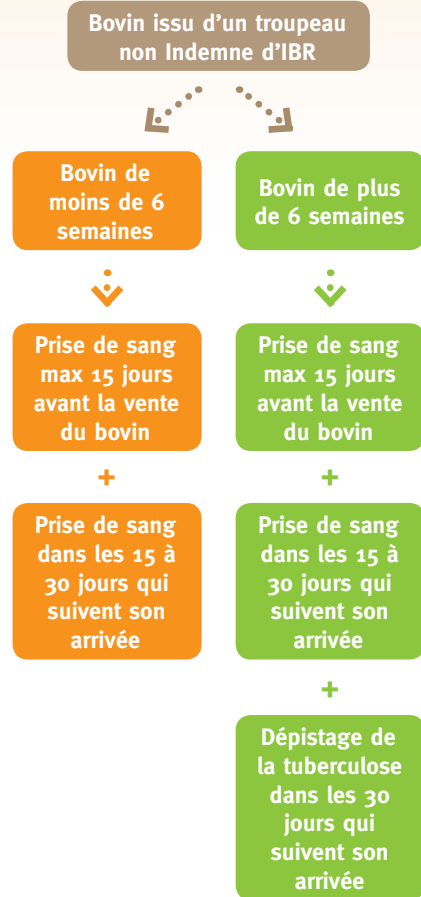 Bovin issu d'un troupeau
non Indemne d'IBR
Bovin de
moins de 6
semaines
Prise de sang
max 15 jours
avant la vente
du bovin
+
Prise de sang
dans les 15 à
30 jours qui
suivent son
arrivée
Bovin de plus
de 6 semaines
Prise de sang
max 15 jours
avant la vente
du bovin
+
Prise de sang
dans les 15 à
30 jours qui
suivent son
arrivée
+
Dépistage de
la tuberculose
dans les 30
jours qui
suivent son
arrivée